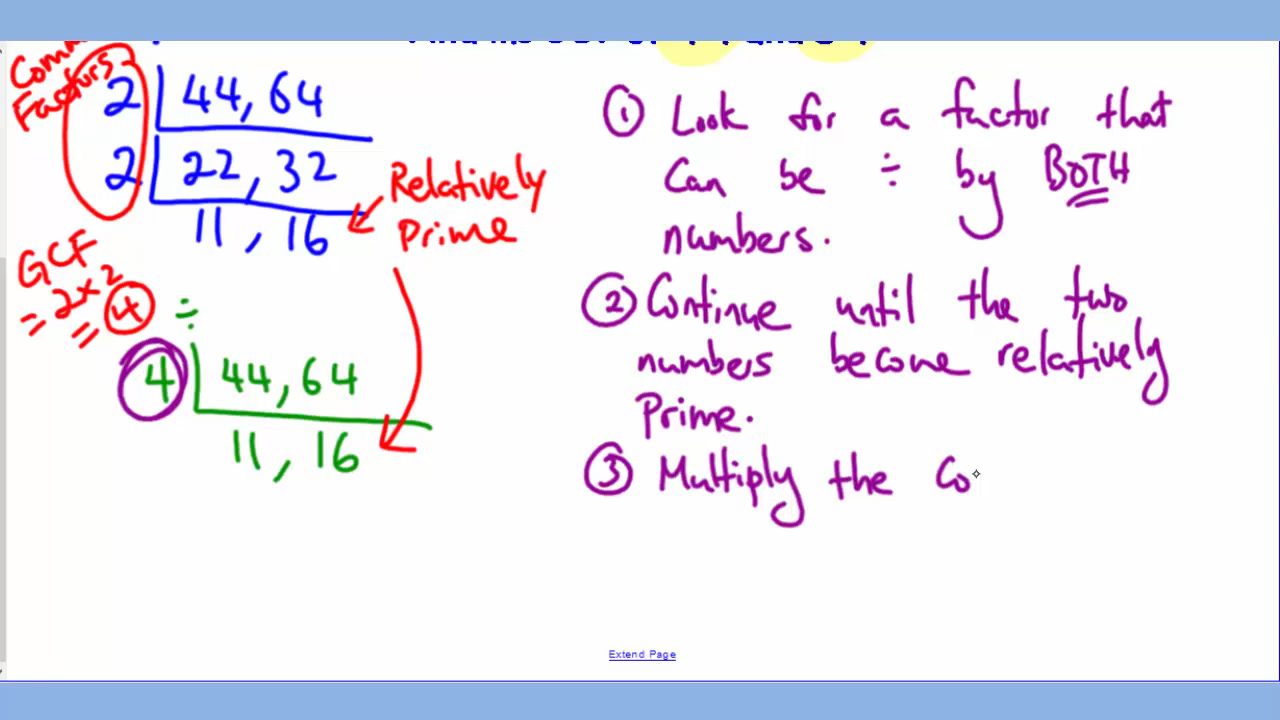 Factors
2 44, 64
2 22, 32
11, 16
Relatively
Prime
GCF
= 2 x 2
= 4
÷
4 44, 64
11, 16
① Look for a factor that
Can be ÷ by BOTH
numbers.
② Continue until the two
numbers become relatively
Prime.
③ Multiply the Co
Extend Page